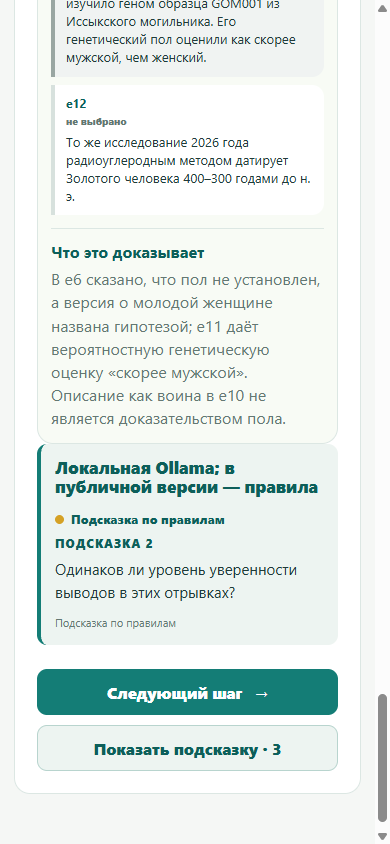 изучило геном образца GOM001 из
Иссыкского могильника. Его
генетический пол оценили как скорее
мужской, чем женский.
e12
не выбрано
То же исследование 2026 года
радиоуглеродным методом датирует
Золотого человека 400–300 годами до н.
э.
Что это доказывает
В e6 сказано, что пол не установлен,
а версия о молодой женщине
названа гипотезой; e11 даёт
вероятностную генетическую
оценку «скорее мужской».
Описание как воина в e10 не
является доказательством пола.
Локальная Ollama; в
публичной версии — правила
Подсказка по правилам
ПОДСКАЗКА 2
Одинаков ли уровень уверенности
выводов в этих отрывках?
Подсказка по правилам
Следующий шаг →
Показать подсказку · 3